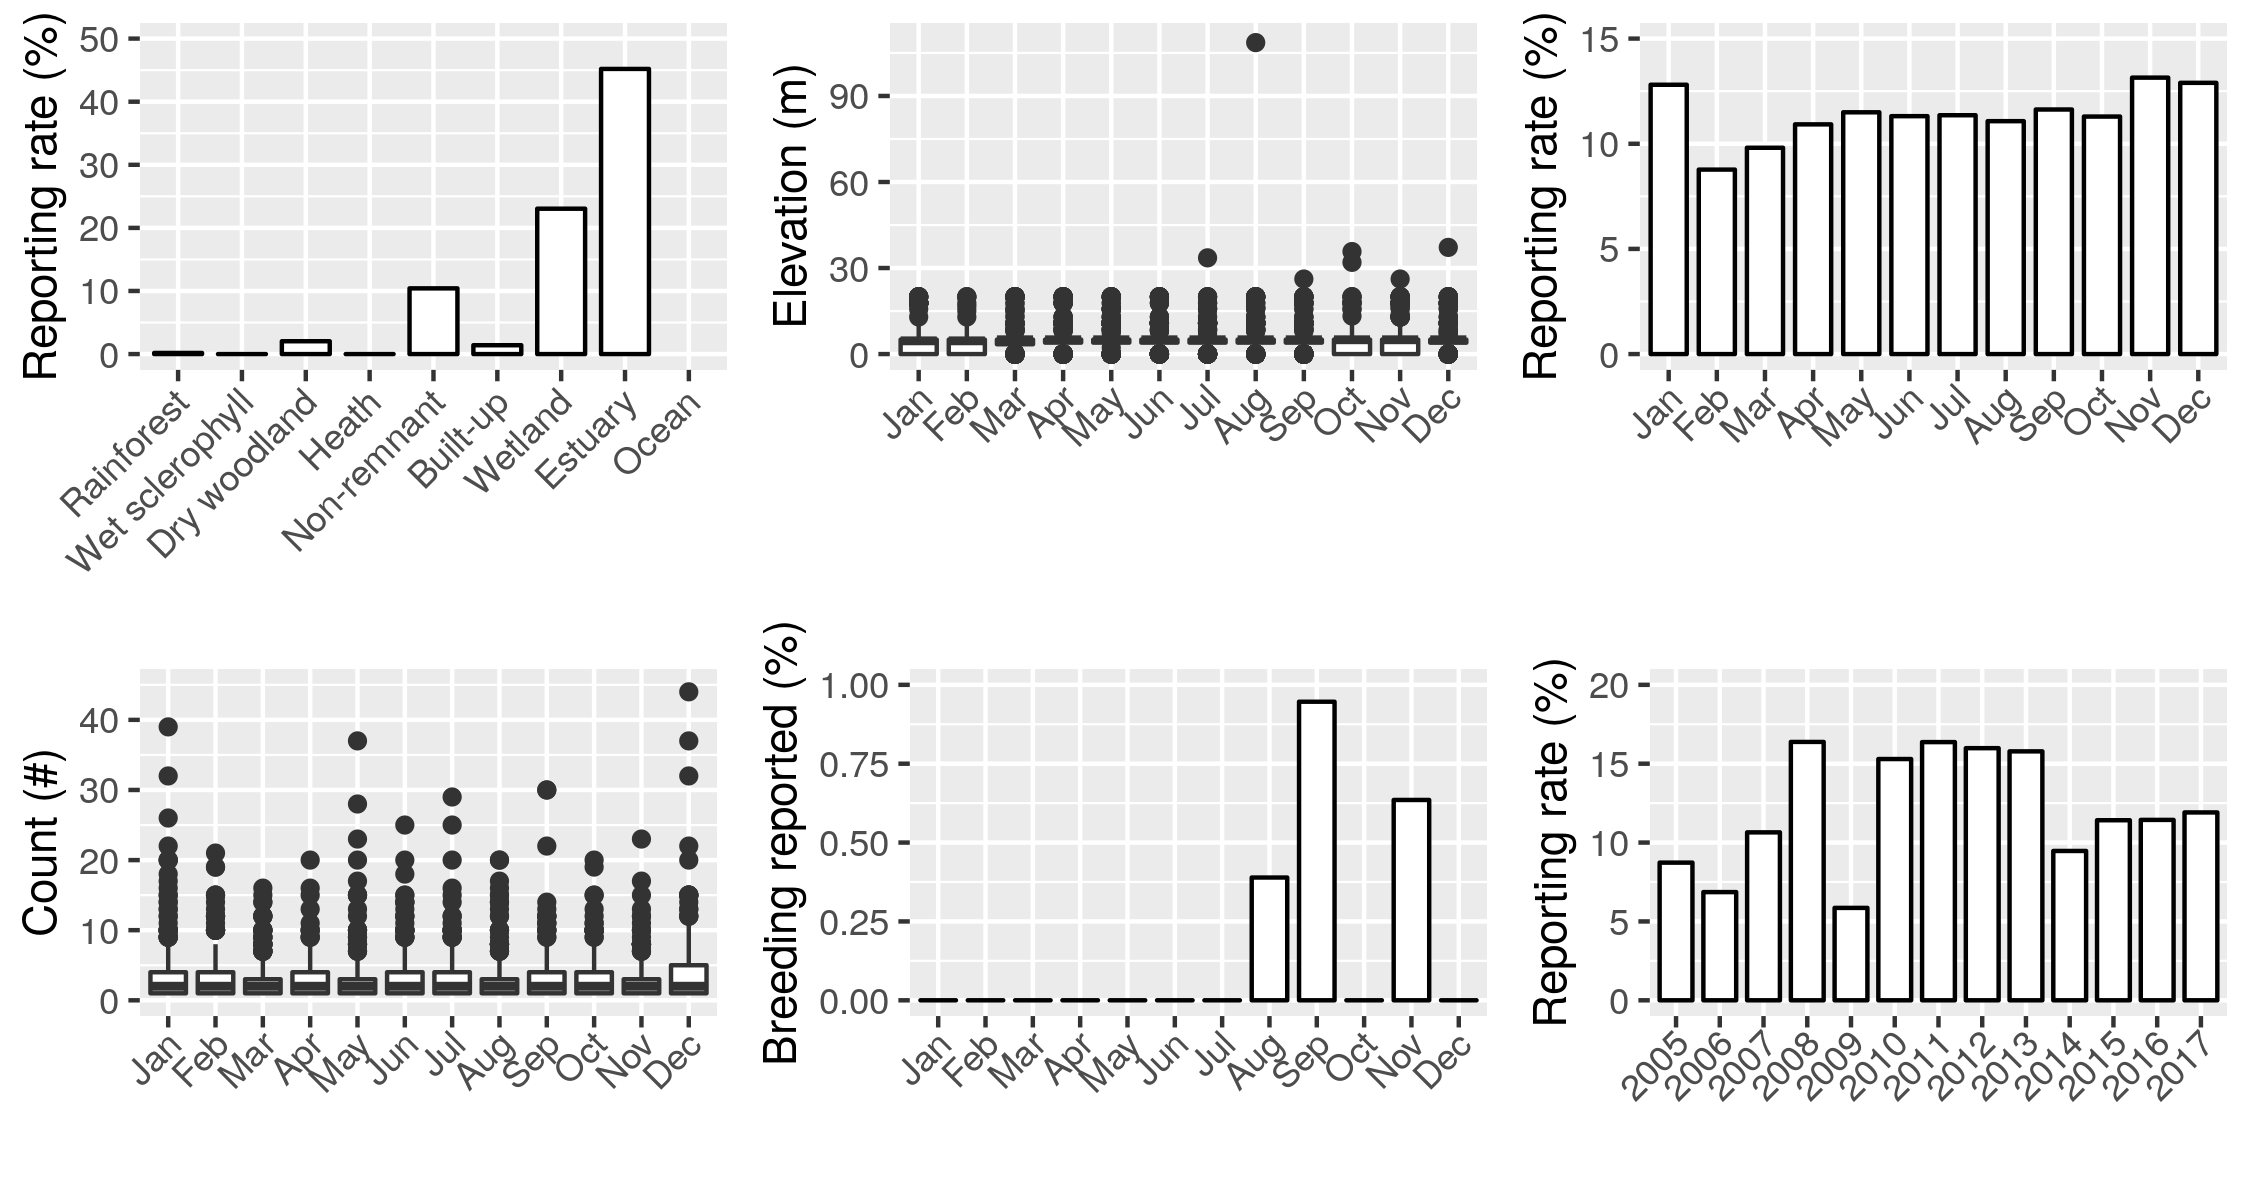 Reporting rate (%)
50
40
30
20
10
0
Rainforest
Wet sclerophyll
Dry woodland
Heath
Non-remnant
Built-up
Wetland
Estuary
Ocean
Elevation (m)
90
60
30
0
Jan
Feb
Mar
Apr
May
Jun
Jul
Aug
Sep
Oct
Nov
Dec
Reporting rate (%)
15
10
5
0
Jan
Feb
Mar
Apr
May
Jun
Jul
Aug
Sep
Oct
Nov
Dec
Count (#)
40
30
20
10
0
Jan
Feb
Mar
Apr
May
Jun
Jul
Aug
Sep
Oct
Nov
Dec
Breeding reported (%)
1.00
0.75
0.50
0.25
0.00
Jan
Feb
Mar
Apr
May
Jun
Jul
Aug
Sep
Oct
Nov
Dec
Reporting rate (%)
20
15
10
5
0
2005
2006
2007
2008
2009
2010
2011
2012
2013
2014
2015
2016
2017